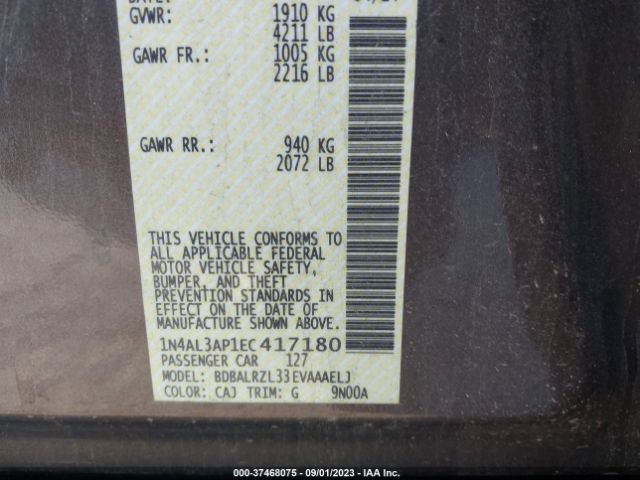 GVWR: 1910 KG
4211 LB
GAWR FR.: 1005 KG
2216 LB
GAWR RR.: 940 KG
2072 LB
THIS VEHICLE CONFORMS TO
ALL APPLICABLE FEDERAL
MOTOR VEHICLE SAFETY,
BUMPER, AND THEFT
PREVENTION STANDARDS IN
EFFECT ON THE DATE OF
MANUFACTURE SHOWN ABOVE.
1N4AL3AP1EC417180
PASSENGER CAR 127
MODEL: BDBALRZL33EVAAAELJ
COLOR: CAJ TRIM: G 9N00A
000-37468075 - 09/01/2023 - IAA Inc.